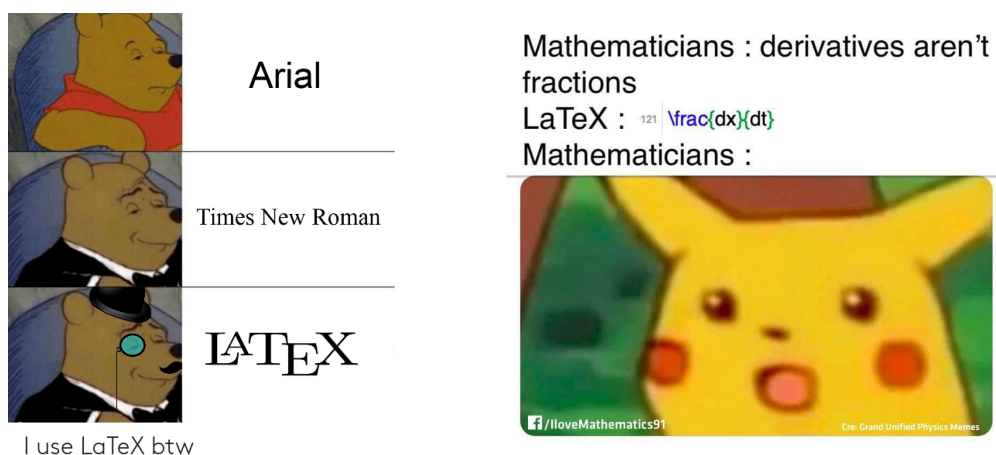 Arial
Times New Roman
LATEX
I use LaTeX btw
Mathematicians : derivatives aren't
fractions
LaTeX : 121 \frac{dx}{dt}
Mathematicians :
/IloveMathematics91
Cre: Grand Unified Physics Memes